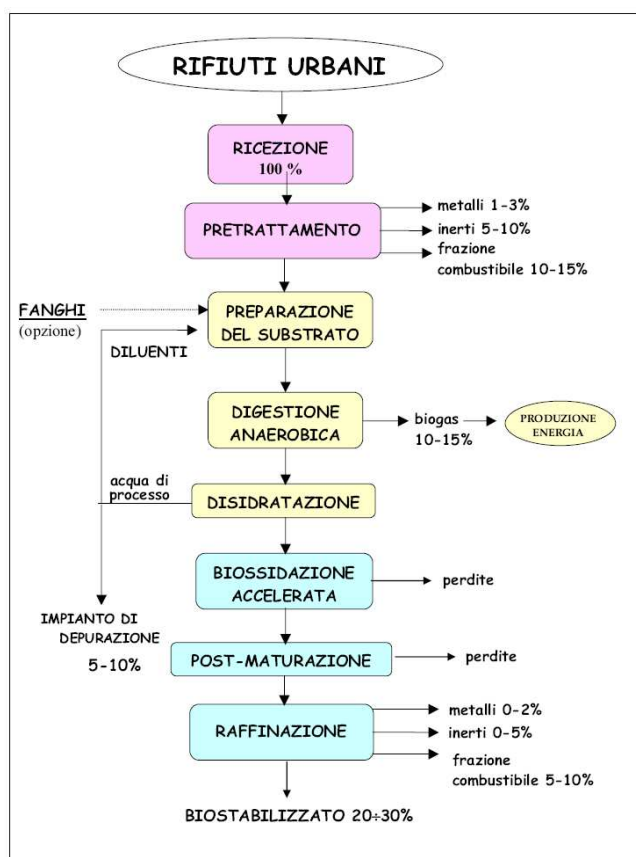 RIFIUTI URBANI
RICEZIONE
100 %
PRETRATTAMENTO
metalli 1-3%
inerti 5-10%
frazione
combustibile 10-15%
FANGHI
(opzione)
PREPARAZIONE
DEL SUBSTRATO
DILUENTI
DIGESTIONE
ANAEROBICA
biogas
10-15%
PRODUZIONE
ENERGIA
acqua di
processo
DISIDRATAZIONE
BIOSSIDAZIONE
ACCELERATA
perdite
IMPIANTO DI
DEPURAZIONE
5-10%
POST-MATURAZIONE
perdite
RAFFINAZIONE
metalli 0-2%
inerti 0-5%
frazione
combustibile 5-10%
BIOSTABILIZZATO 20÷30%